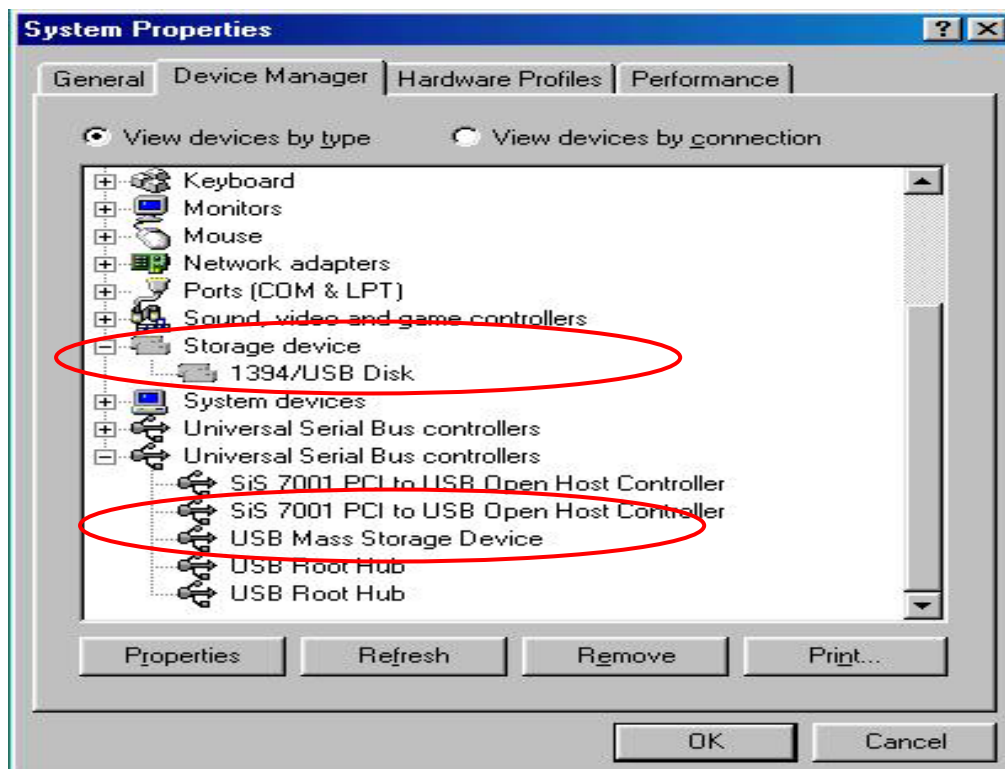 System Properties
General Device Manager Hardware Profiles Performance
View devices by type View devices by connection
Keyboard
Monitors
Mouse
Network adapters
Ports (COM & LPT)
Sound, video and game controllers
Storage device
1394/USB Disk
System devices
Universal Serial Bus controllers
Universal Serial Bus controllers
SiS 7001 PCI to USB Open Host Controller
SiS 7001 PCI to USB Open Host Controller
USB Mass Storage Device
USB Root Hub
USB Root Hub
Properties Refresh Remove Print...
OK Cancel